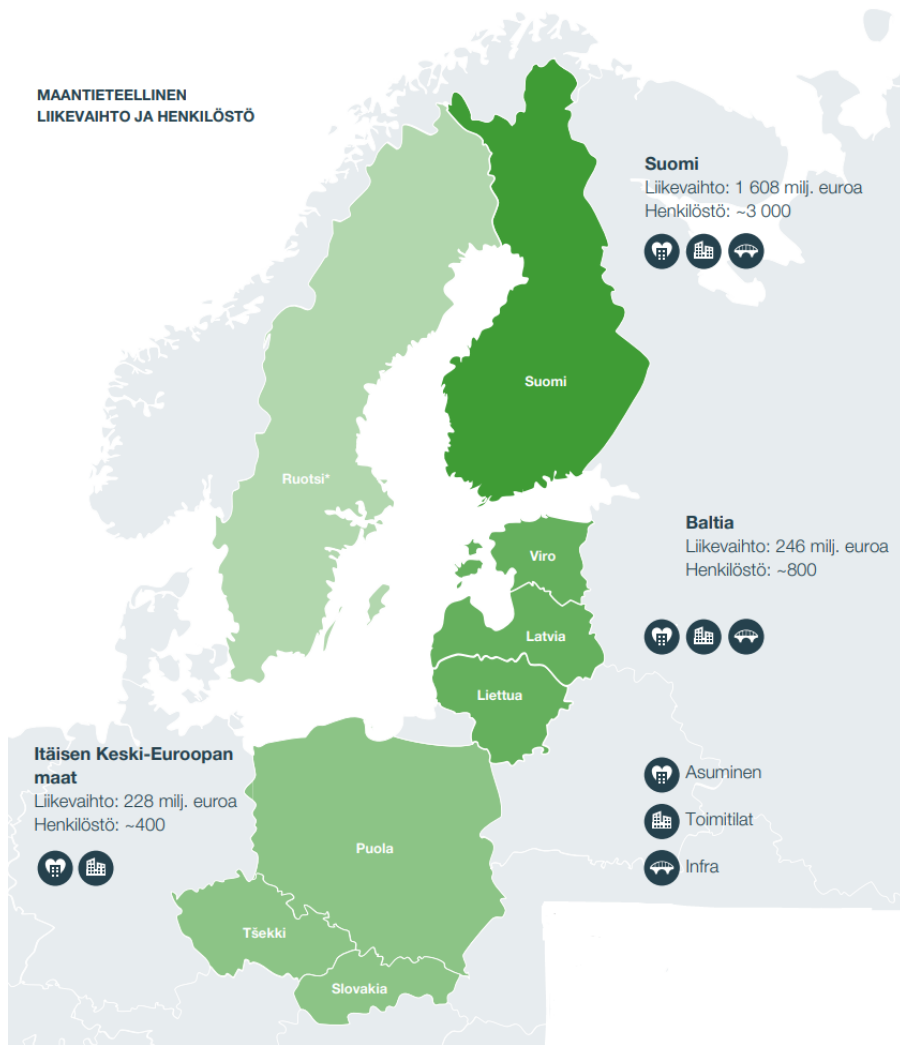 MAANTIETEELLINEN
LIIKEVAIHTO JA HENKILÖSTÖ
Suomi
Liikevaihto: 1 608 milj. euroa
Henkilöstö: ~3 000
Suomi
Ruotsi*
Baltia
Liikevaihto: 246 milj. euroa
Henkilöstö: ~800
Viro
Latvia
Liettua
Itäisen Keski-Euroopan
maat
Liikevaihto: 228 milj. euroa
Henkilöstö: ~400
Asuminen
Toimitilat
Infra
Puola
Tšekki
Slovakia